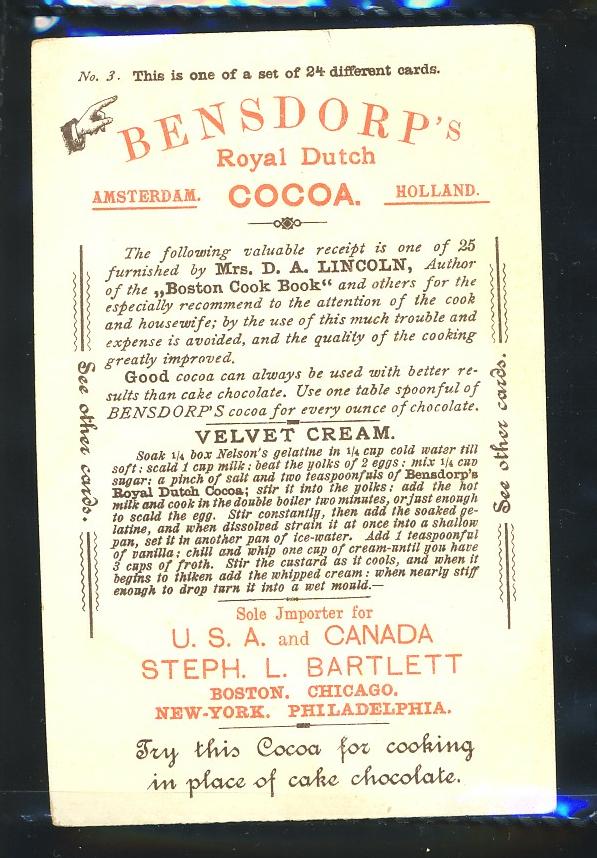 No. 3. This is one of a set of 24 different cards.
BENSDORP's
Royal Dutch
AMSTERDAM. COCOA. HOLLAND.
The following valuable receipt is one of 25
furnished by Mrs. D. A. LINCOLN, Author
of the „Boston Cook Book“ and others for the
especially recommend to the attention of the cook
and housewife; by the use of this much trouble and
expense is avoided, and the quality of the cooking
greatly improved.
Good cocoa can always be used with better re-
sults than cake chocolate. Use one table spoonful of
BENSDORP'S cocoa for every ounce of chocolate.
See other cards.
See other cards.
VELVET CREAM.
Soak 1/4 box Nelson's gelatine in 1/4 cup cold water till
soft: scald 1 cup milk: beat the yolks of 2 eggs: mix 1/4 cup
sugar: a pinch of salt and two teaspoonfuls of Bensdorp's
Royal Dutch Cocoa; stir it into the yolks: add the hot
milk and cook in the double boiler two minutes, or just enough
to scald the egg. Stir constantly, then add the soaked ge-
latine, and when dissolved strain it at once into a shallow
pan, set it in another pan of ice-water. Add 1 teaspoonful
of vanilla: chill and whip one cup of cream-until you have
3 cups of froth. Stir the custard as it cools, and when it
begins to thiken add the whipped cream: when nearly stiff
enough to drop turn it into a wet mould.—
Sole Jmporter for
U. S. A. and CANADA
STEPH. L. BARTLETT
BOSTON. CHICAGO.
NEW-YORK. PHILADELPHIA.
Try this Cocoa for cooking
in place of cake chocolate.